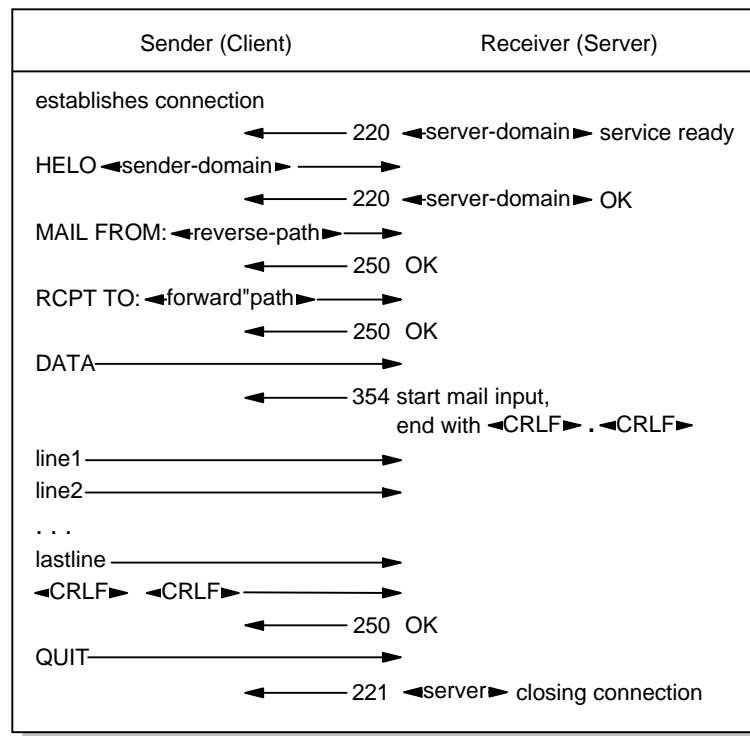 Sender (Client) Receiver (Server)
establishes connection
220 ◄server-domain► service ready
HELO ◄sender-domain►
220 ◄server-domain► OK
MAIL FROM: ◄reverse-path►
250 OK
RCPT TO: ◄forward"path►
250 OK
DATA
354 start mail input,
end with ◄CRLF► . ◄CRLF►
line1
line2
. . .
lastline
◄CRLF► ◄CRLF►
250 OK
QUIT
221 ◄server► closing connection